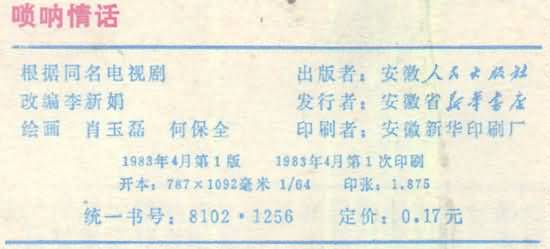 唢呐情话
根据同名电视剧 出版者：安徽人民出版社
改编李新娟 发行者：安徽省新华书店
绘画 肖玉磊 何保全 印刷者：安徽新华印刷厂
1983年4月第1版 1983年4月第1次印刷
开本：787×1092毫米 1/64 印张：1.875
统一书号：8102·1256 定价：0.17元